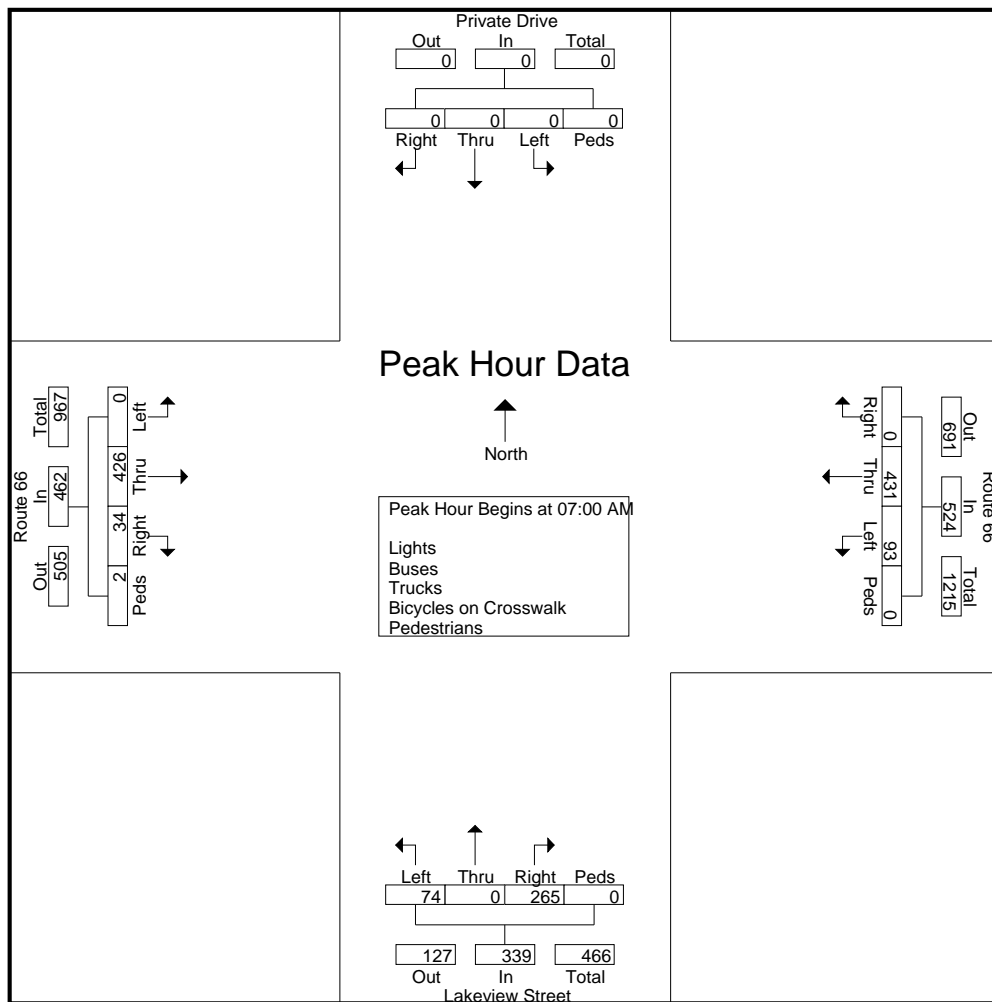 Private Drive
Out In Total
0 0 0
0 0 0 0
Right Thru Left Peds
Peak Hour Data
North
Peak Hour Begins at 07:00 AM
Lights
Buses
Trucks
Bicycles on Crosswalk
Pedestrians
Route 66
Out In Total
505 462 967
2 34 426 0
Peds Right Thru Left
Route 66
Out In Total
691 524 1215
0 431 93 0
Right Thru Left Peds
Left Thru Right Peds
74 0 265 0
127 339 466
Out In Total
Lakeview Street